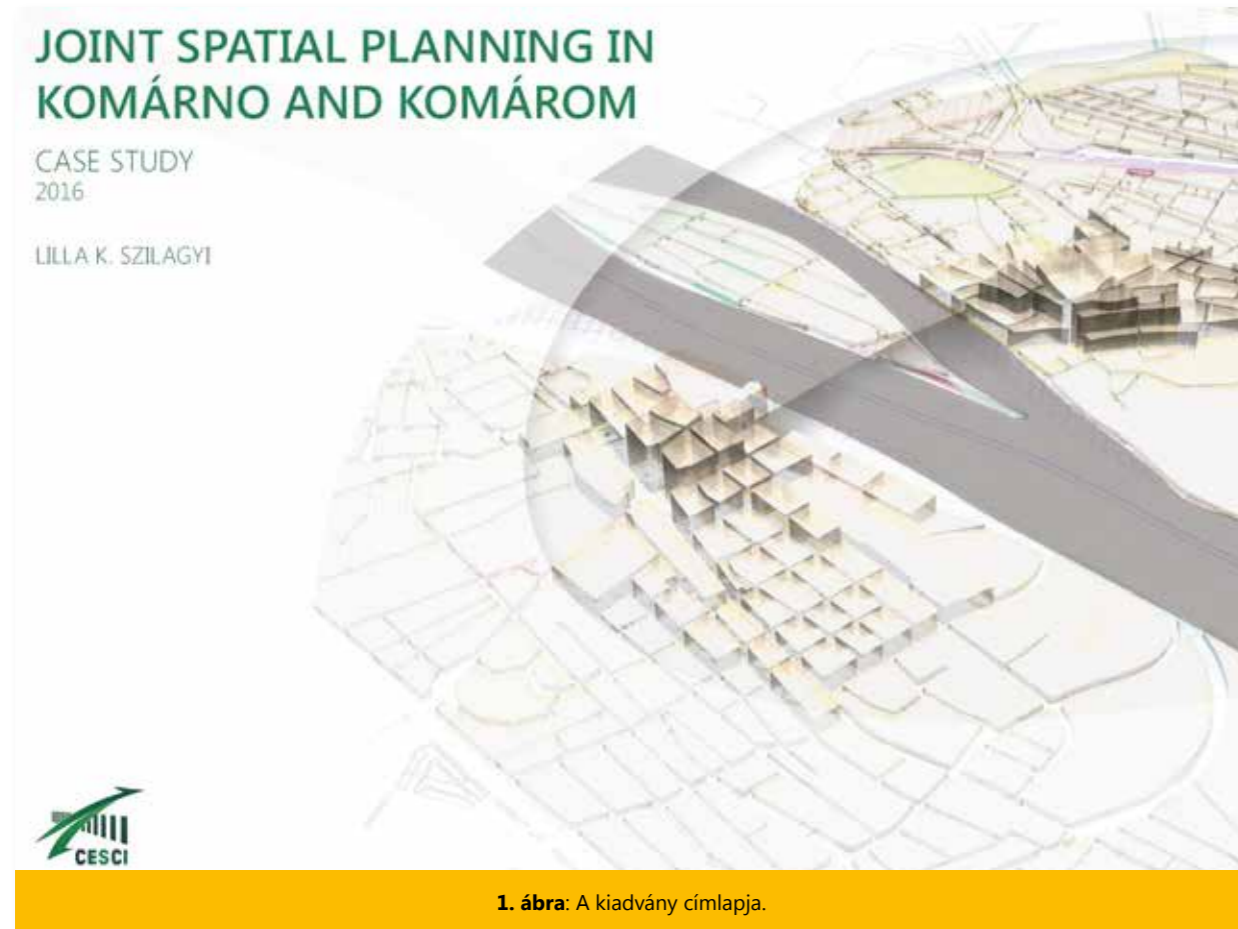 JOINT SPATIAL PLANNING IN
KOMÁRNO AND KOMÁROM
CASE STUDY
2016
LILLA K. SZILAGYI
CESCI
1. ábra: A kiadvány címlapja.